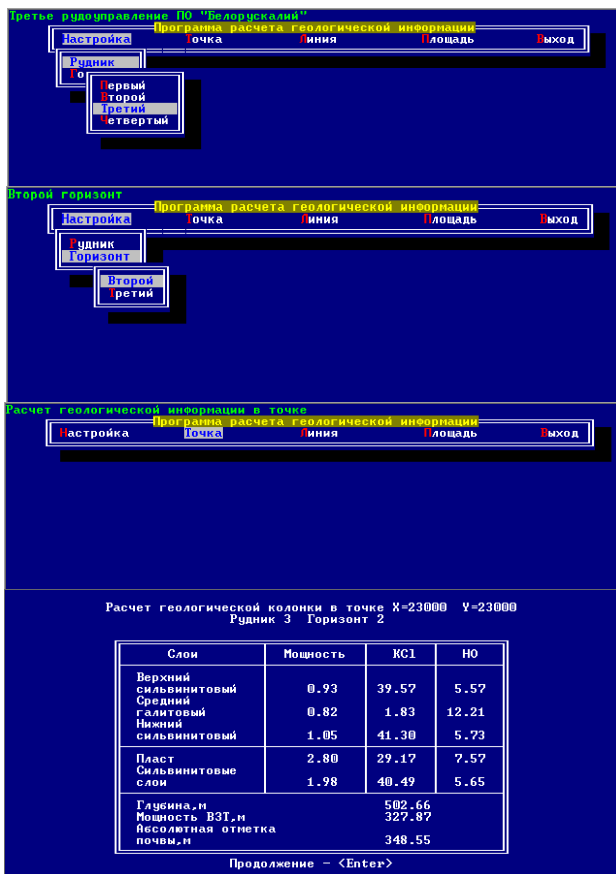 Третье рудоуправление ПО "Белорускалий"
Программа расчета геологической информации
Настройка Точка Линия Площадь Выход
Рудник
Го
Первый
Второй
Третий
Четвертый
Второй горизонт
Программа расчета геологической информации
Настройка Точка Линия Площадь Выход
Рудник
Горизонт
Второй
Третий
Расчет геологической информации в точке
Программа расчета геологической информации
Настройка Точка Линия Площадь Выход
Расчет геологической колонки в точке X=23000 Y=23000
Рудник 3 Горизонт 2
Слои Мощность KCl НО
Верхний
сильвинитовый 0.93 39.57 5.57
Средний
галитовый 0.82 1.83 12.21
Нижний
сильвинитовый 1.05 41.30 5.73
Пласт 2.80 29.17 7.57
Сильвинитовые
слои 1.98 40.49 5.65
Глубина,м 502.66
Мощность ВЗТ,м 327.87
Абсолютная отметка
почвы,м 348.55
Продолжение - <Enter>